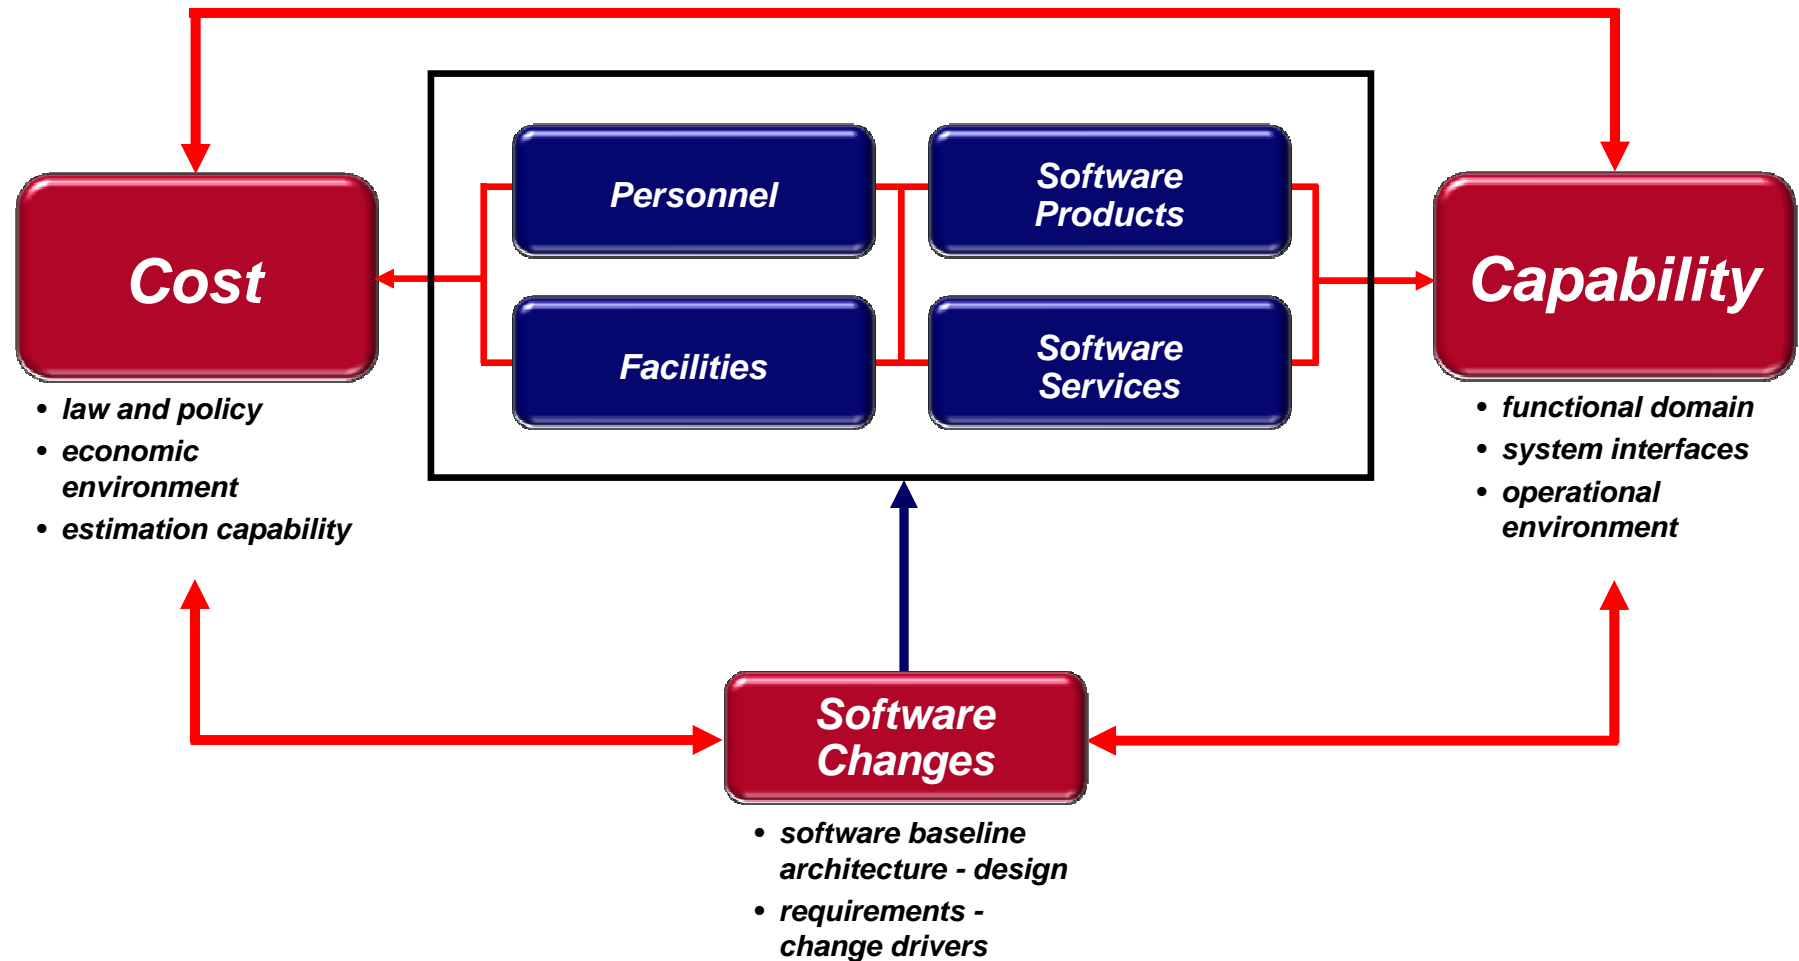 Personnel
Software
Products
Cost
Capability
Facilities
Software
Services
• law and policy
• economic
environment
• estimation capability
• functional domain
• system interfaces
• operational
environment
Software
Changes
• software baseline
architecture - design
• requirements -
change drivers